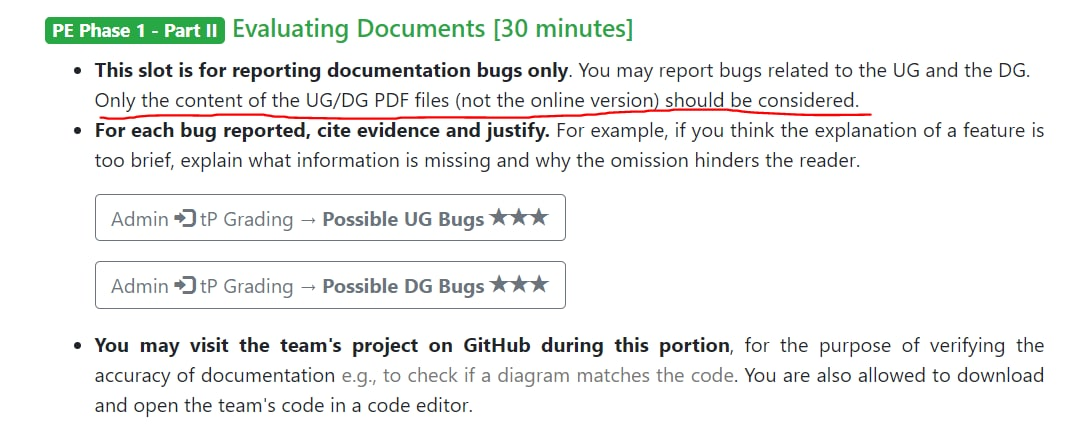 PE Phase 1 - Part II Evaluating Documents [30 minutes]
• This slot is for reporting documentation bugs only. You may report bugs related to the UG and the DG.
Only the content of the UG/DG PDF files (not the online version) should be considered.
• For each bug reported, cite evidence and justify. For example, if you think the explanation of a feature is
too brief, explain what information is missing and why the omission hinders the reader.
Admin tP Grading → Possible UG Bugs ★★★
Admin tP Grading → Possible DG Bugs ★★★
• You may visit the team's project on GitHub during this portion, for the purpose of verifying the
accuracy of documentation e.g., to check if a diagram matches the code. You are also allowed to download
and open the team's code in a code editor.